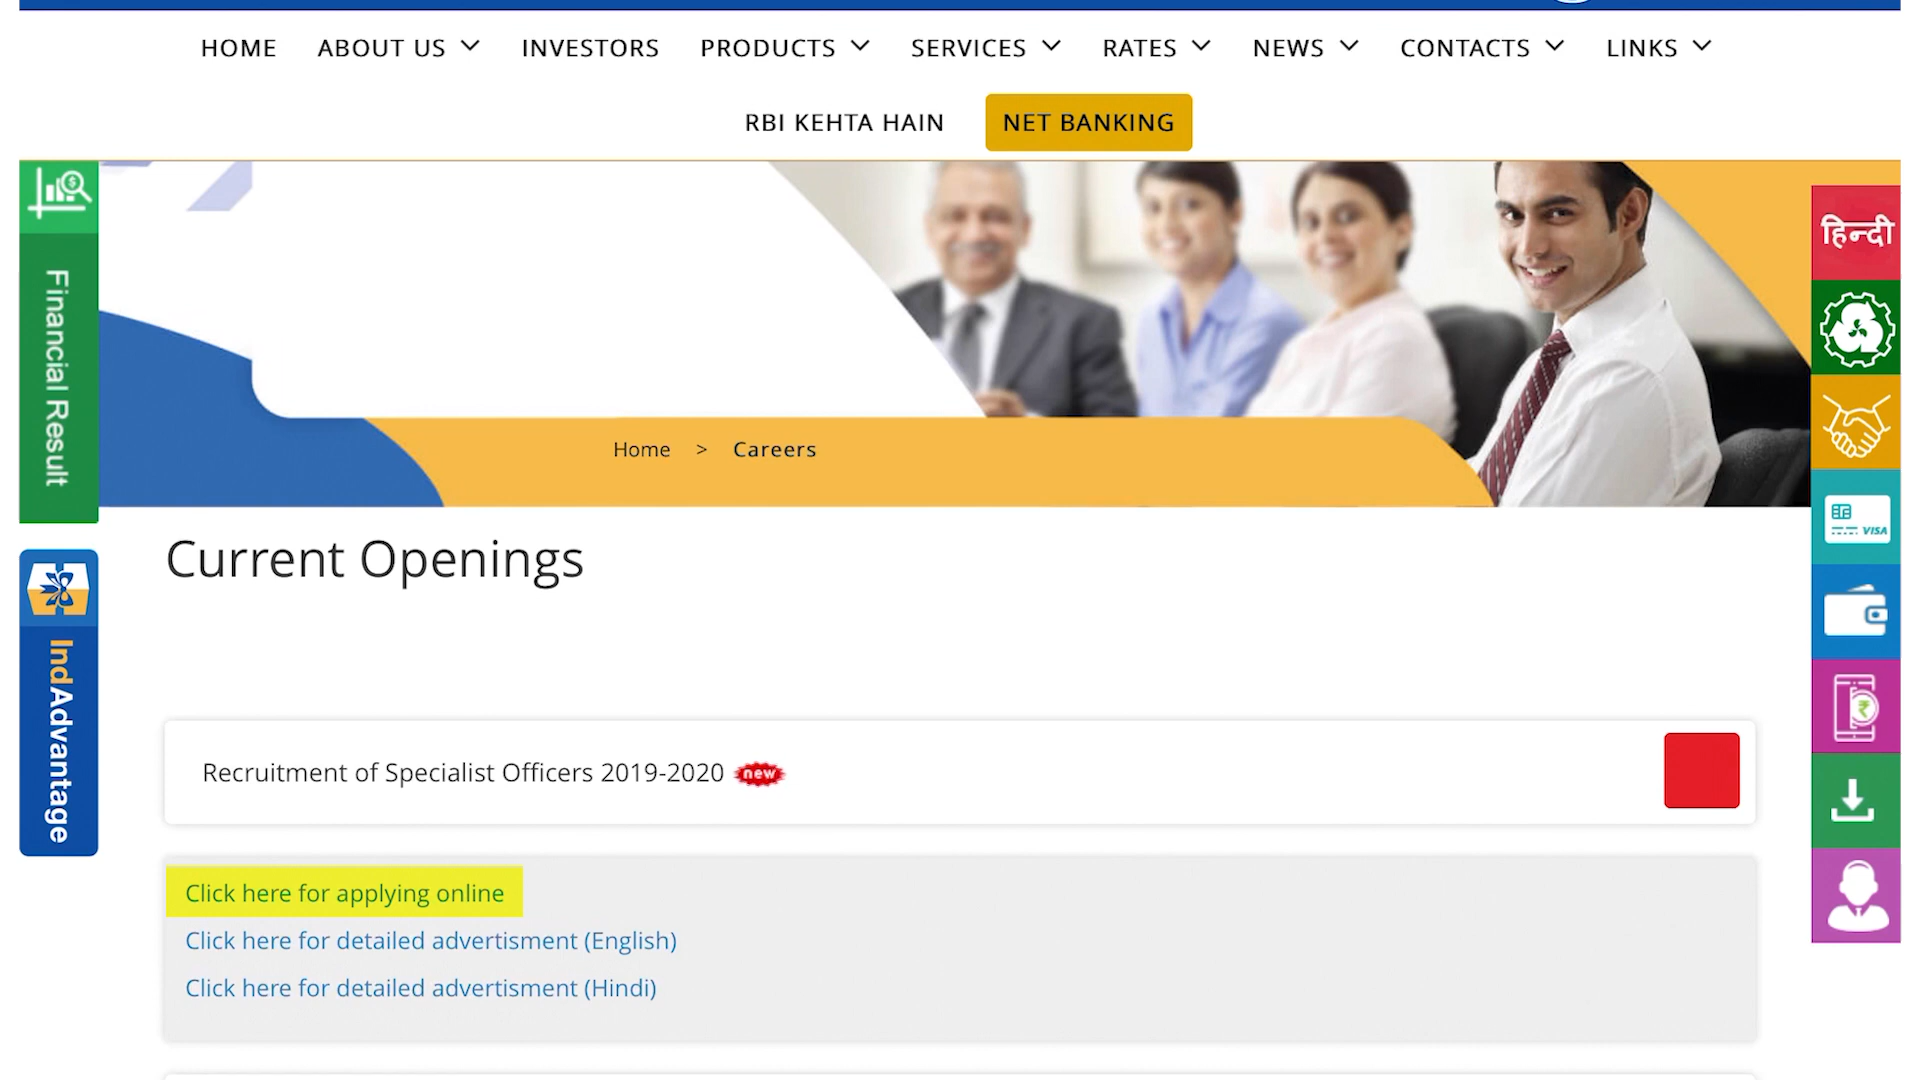 HOME ABOUT US INVESTORS PRODUCTS SERVICES RATES NEWS CONTACTS LINKS
RBI KEHTA HAIN NET BANKING
Financial Result
हिन्दी
Home > Careers
VISA
Current Openings
IndAdvantage
Recruitment of Specialist Officers 2019-2020 new
Click here for applying online
Click here for detailed advertisment (English)
Click here for detailed advertisment (Hindi)